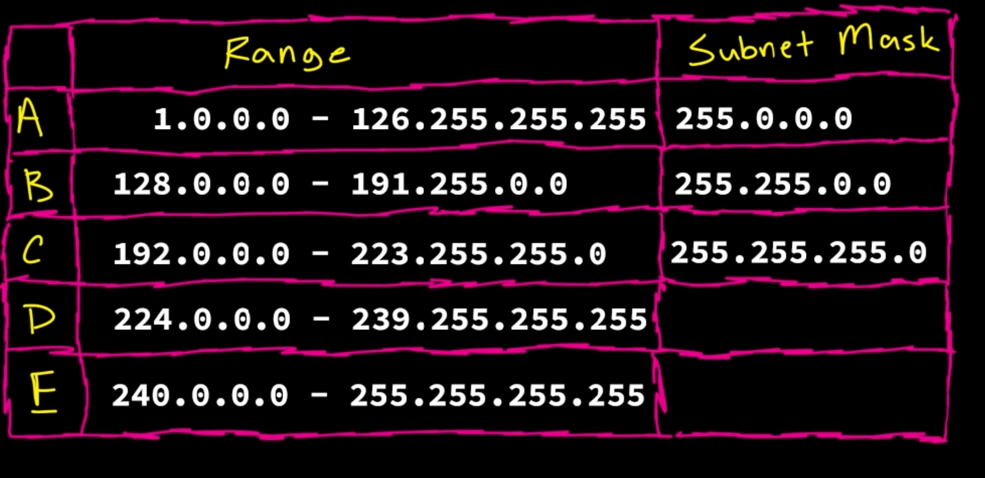 Range Subnet Mask
A 1.0.0.0 - 126.255.255.255 255.0.0.0
B 128.0.0.0 - 191.255.0.0 255.255.0.0
C 192.0.0.0 - 223.255.255.0 255.255.255.0
D 224.0.0.0 - 239.255.255.255
E 240.0.0.0 - 255.255.255.255